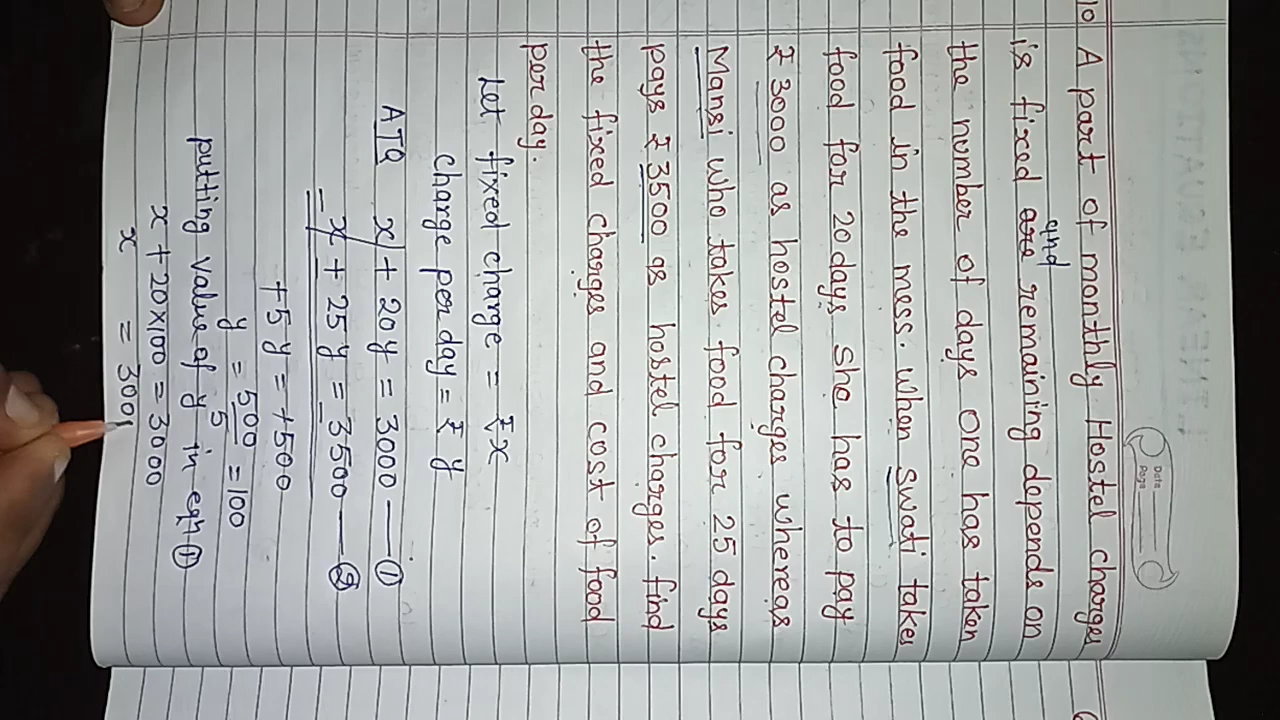 Date
Page
10 A part of monthly Hostel charges
is fixed are and remaining depends on
the number of days one has taken
food in the mess. when swati takes
food for 20 days she has to pay
₹ 3000 as hostel charges whereas
Mansi who takes food for 25 days
pays ₹ 3500 as hostel charges. find
the fixed charges and cost of food
per day.
Let fixed charge = ₹ x
charge per day = ₹ y
ATQ x + 20y = 3000 — ①
- x + 25y = 3500 — ②
+ 5y = +500
y = 500/5 = 100
putting value of y in eqn ①
x + 20×100 = 3000
x = 300